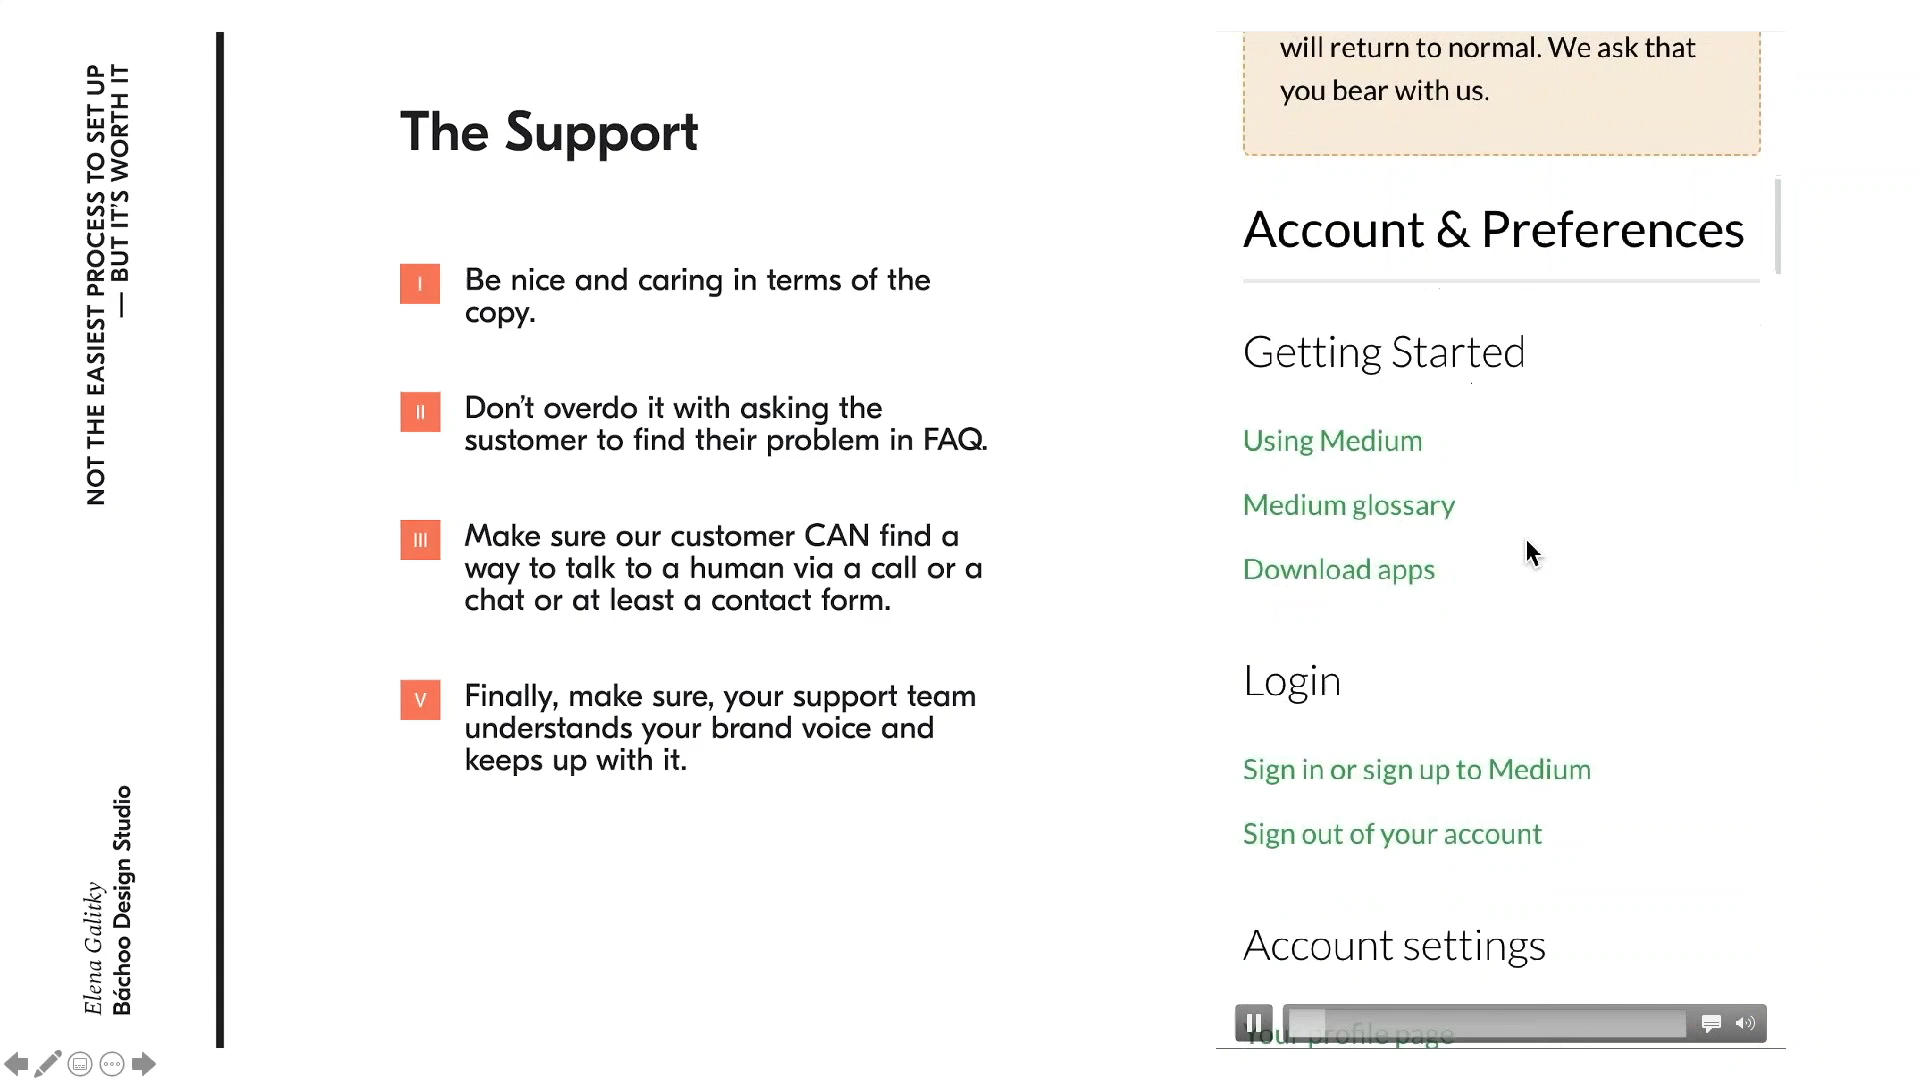 NOT THE EASIEST PROCESS TO SET UP
— BUT IT'S WORTH IT
Elena Galitky
Báchoo Design Studio
The Support
I
Be nice and caring in terms of the
copy.
II
Don't overdo it with asking the
sustomer to find their problem in FAQ.
III
Make sure our customer CAN find a
way to talk to a human via a call or a
chat or at least a contact form.
V
Finally, make sure, your support team
understands your brand voice and
keeps up with it.
will return to normal. We ask that
you bear with us.
Account & Preferences
Getting Started
Using Medium
Medium glossary
Download apps
Login
Sign in or sign up to Medium
Sign out of your account
Account settings
Your profile page